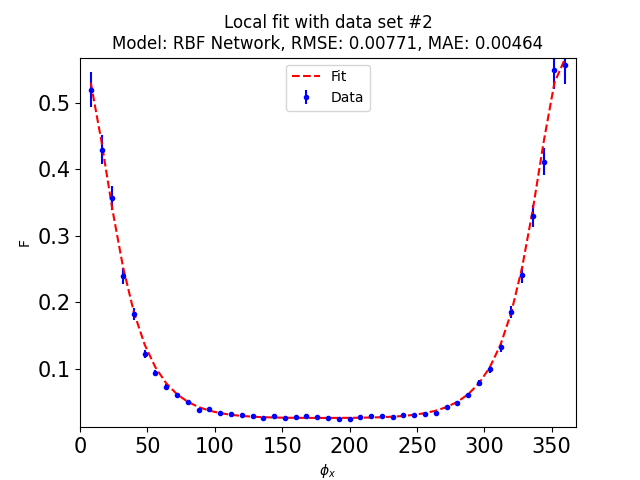 Local fit with data set #2
Model: RBF Network, RMSE: 0.00771, MAE: 0.00464
Fit
Data
0.5
0.4
0.3
0.2
0.1
F
0 50 100 150 200 250 300 350
ϕₓ